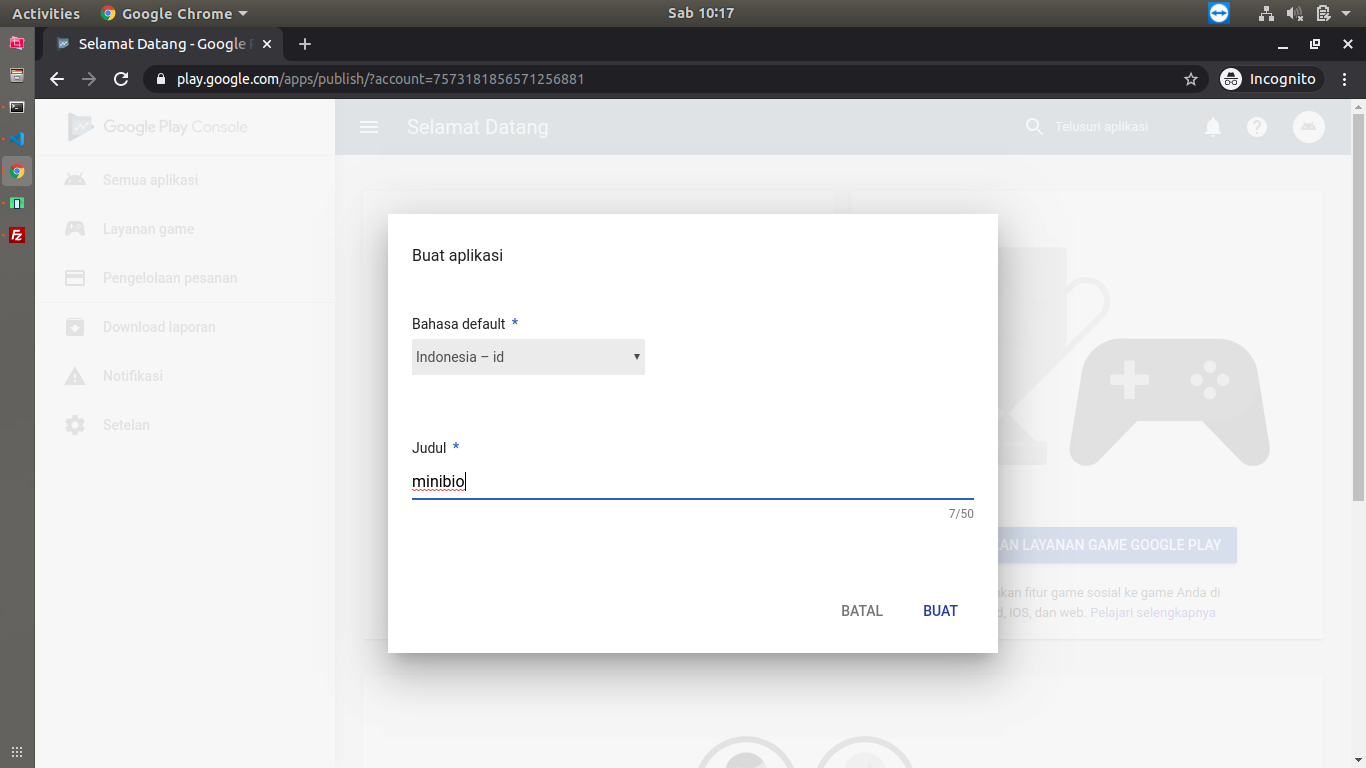 Activities
Google Chrome
Sab 10:17
Selamat Datang - Google P
play.google.com/apps/publish/?account=7573181856571256881
Incognito
Google Play Console
Selamat Datang
Telusuri aplikasi
Semua aplikasi
Layanan game
Pengelolaan pesanan
Download laporan
Notifikasi
Setelan
Buat aplikasi
Bahasa default *
Indonesia – id
Judul *
minibio
7/50
BATAL
BUAT
AN LAYANAN GAME GOOGLE PLAY
kan fitur game sosial ke game Anda di
d, iOS, dan web. Pelajari selengkapnya